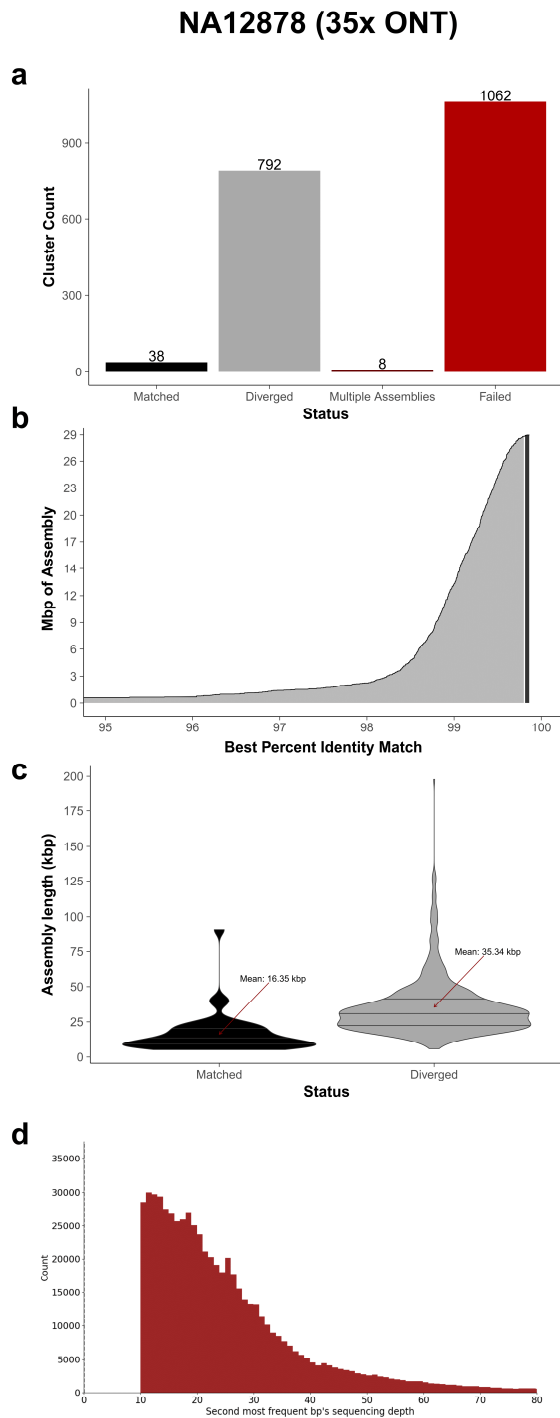 NA12878 (35x ONT)
a
Cluster Count
900
600
300
0
38
792
8
1062
Matched
Diverged
Multiple Assemblies
Failed
Status
b
Mbp of Assembly
29
26
23
20
17
14
12
9
6
3
0
95
96
97
98
99
100
Best Percent Identity Match
c
Assembly length (kbp)
200
175
150
125
100
75
50
25
0
Mean: 16.35 kbp
Mean: 35.34 kbp
Matched
Diverged
Status
d
Count
35000
30000
25000
20000
15000
10000
5000
0
0
10
20
30
40
50
60
70
80
Second most frequent bp's sequencing depth